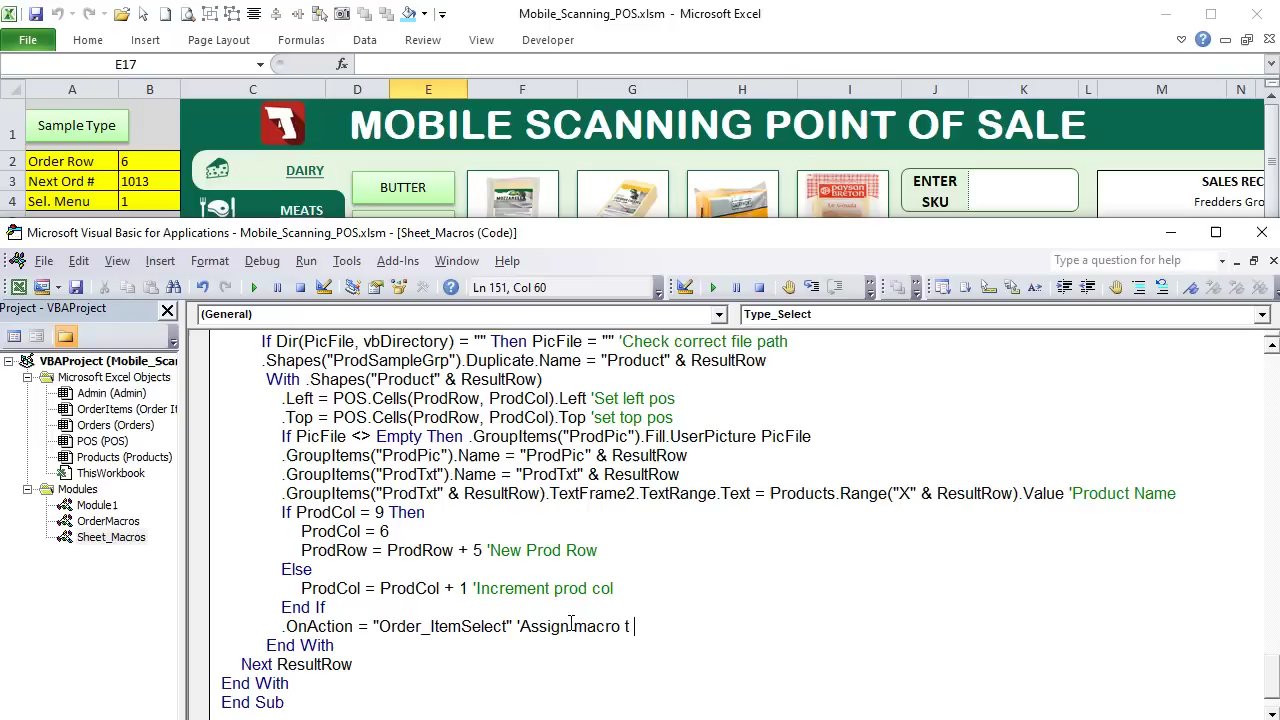 Mobile_Scanning_POS.xlsm - Microsoft Excel
File Home Insert Page Layout Formulas Data Review View Developer
E17 fx
A B C D E F G H I J K L M N
1 Sample Type MOBILE SCANNING POINT OF SALE
2 Order Row 6 DAIRY
3 Next Ord # 1013 BUTTER ENTER SKU SALES REC
4 Sel. Menu 1 MEATS Fredders Gro
Microsoft Visual Basic for Applications - Mobile_Scanning_POS.xlsm - [Sheet_Macros (Code)]
File Edit View Insert Format Debug Run Tools Add-Ins Window Help Type a question for help
Ln 151, Col 60
Project - VBAProject
(General) Type_Select
VBAProject (Mobile_Scan
Microsoft Excel Objects
Admin (Admin)
OrderItems (Order It
Orders (Orders)
POS (POS)
Products (Products)
ThisWorkbook
Modules
Module1
OrderMacros
Sheet_Macros
If Dir(PicFile, vbDirectory) = "" Then PicFile = "" 'Check correct file path
.Shapes("ProdSampleGrp").Duplicate.Name = "Product" & ResultRow
With .Shapes("Product" & ResultRow)
.Left = POS.Cells(ProdRow, ProdCol).Left 'Set left pos
.Top = POS.Cells(ProdRow, ProdCol).Top 'set top pos
If PicFile <> Empty Then .GroupItems("ProdPic").Fill.UserPicture PicFile
.GroupItems("ProdPic").Name = "ProdPic" & ResultRow
.GroupItems("ProdTxt").Name = "ProdTxt" & ResultRow
.GroupItems("ProdTxt" & ResultRow).TextFrame2.TextRange.Text = Products.Range("X" & ResultRow).Value 'Product Name
If ProdCol = 9 Then
ProdCol = 6
ProdRow = ProdRow + 5 'New Prod Row
Else
ProdCol = ProdCol + 1 'Increment prod col
End If
.OnAction = "Order_ItemSelect" 'Assign macro t
End With
Next ResultRow
End With
End Sub